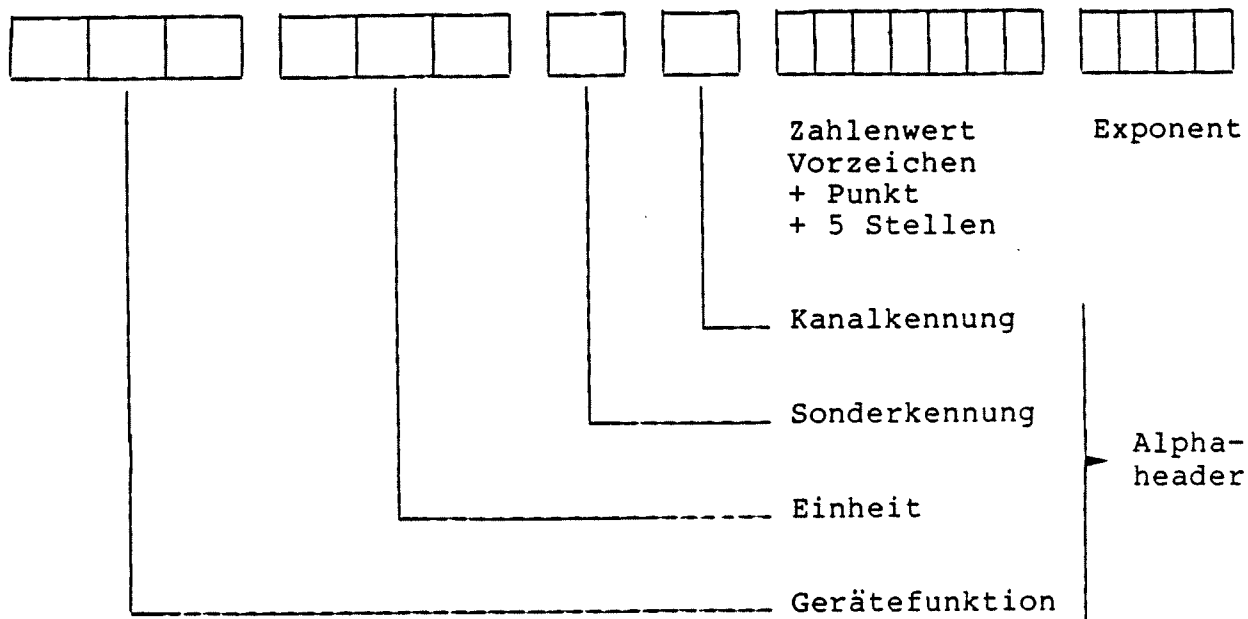 Zahlenwert
Vorzeichen
+ Punkt
+ 5 Stellen
Exponent
Kanalkennung
Sonderkennung
Einheit
Gerätefunktion
Alpha-
header